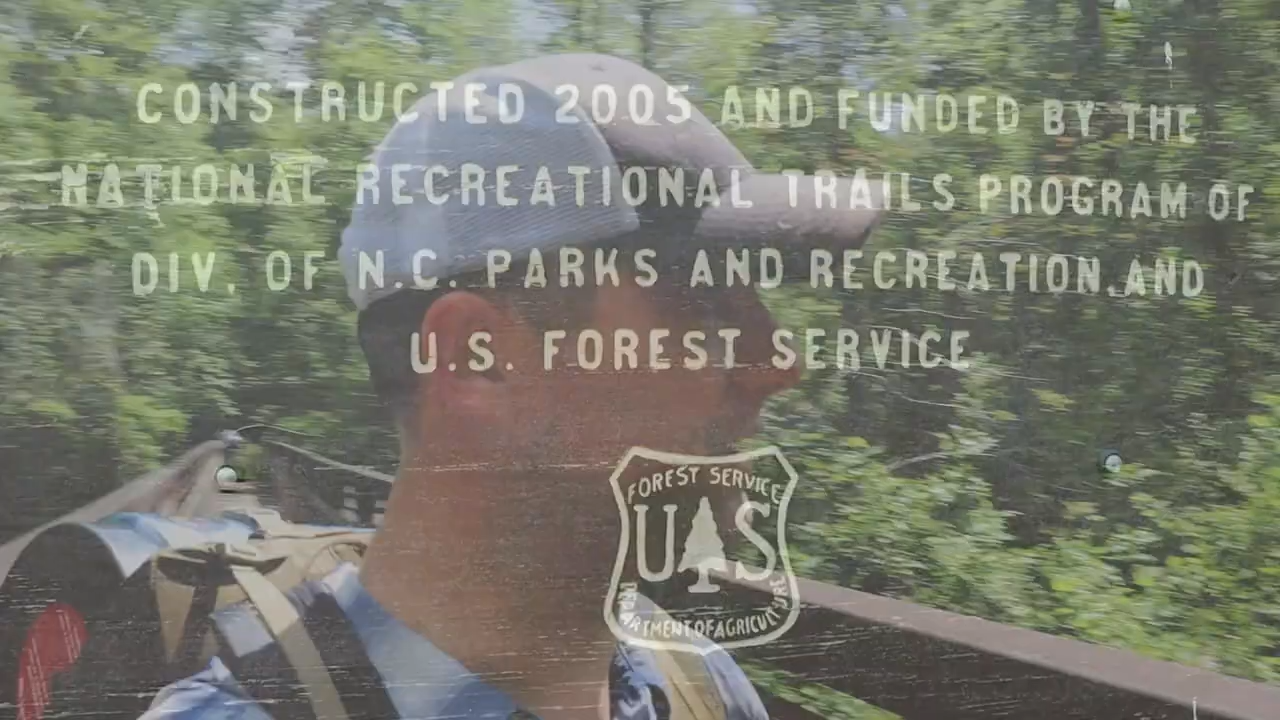 CONSTRUCTED 2005 AND FUNDED BY THE
NATIONAL RECREATIONAL TRAILS PROGRAM OF
DIV. OF N.C. PARKS AND RECREATION AND
U.S. FOREST SERVICE
FOREST SERVICE
U S
DEPARTMENT OF AGRICULTURE